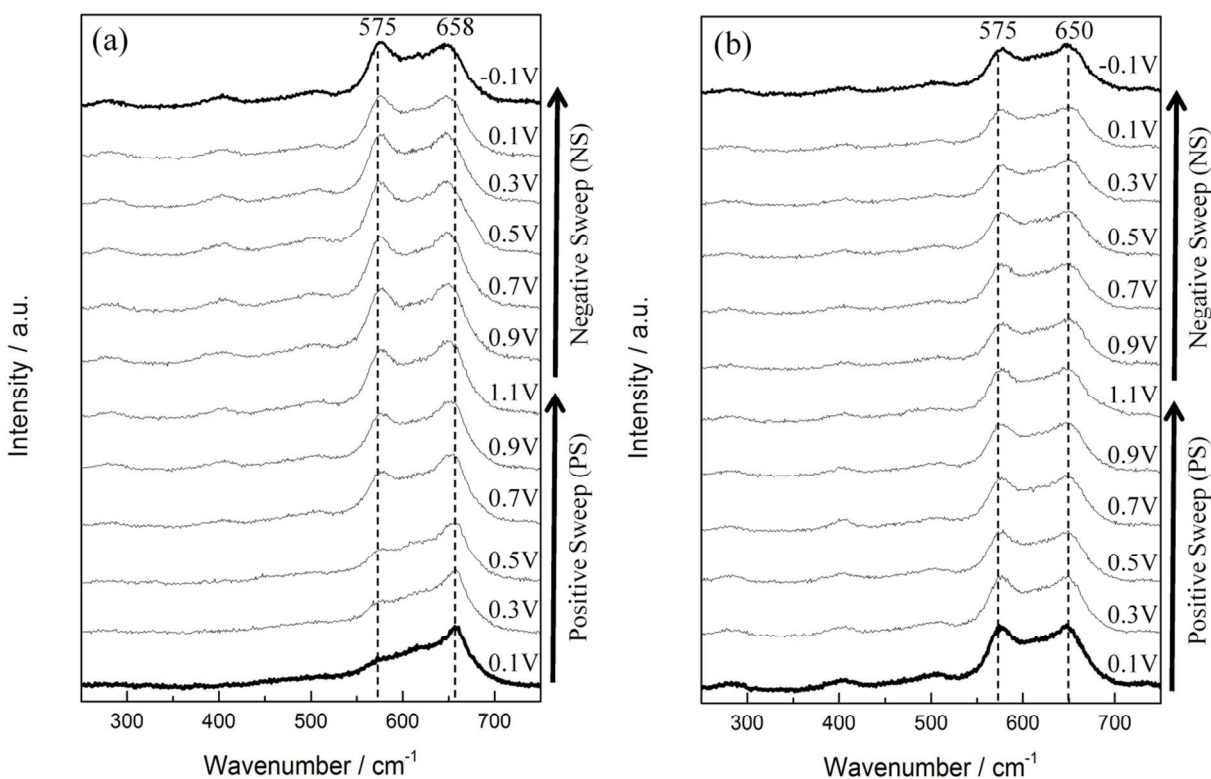 (a)
575 658
-0.1V
0.1V
0.3V
0.5V
0.7V
0.9V
1.1V
0.9V
0.7V
0.5V
0.3V
0.1V
Negative Sweep (NS)
Positive Sweep (PS)
Intensity / a.u.
300 400 500 600 700
Wavenumber / cm⁻¹
(b)
575 650
-0.1V
0.1V
0.3V
0.5V
0.7V
0.9V
1.1V
0.9V
0.7V
0.5V
0.3V
0.1V
Negative Sweep (NS)
Positive Sweep (PS)
Intensity / a.u.
300 400 500 600 700
Wavenumber / cm⁻¹